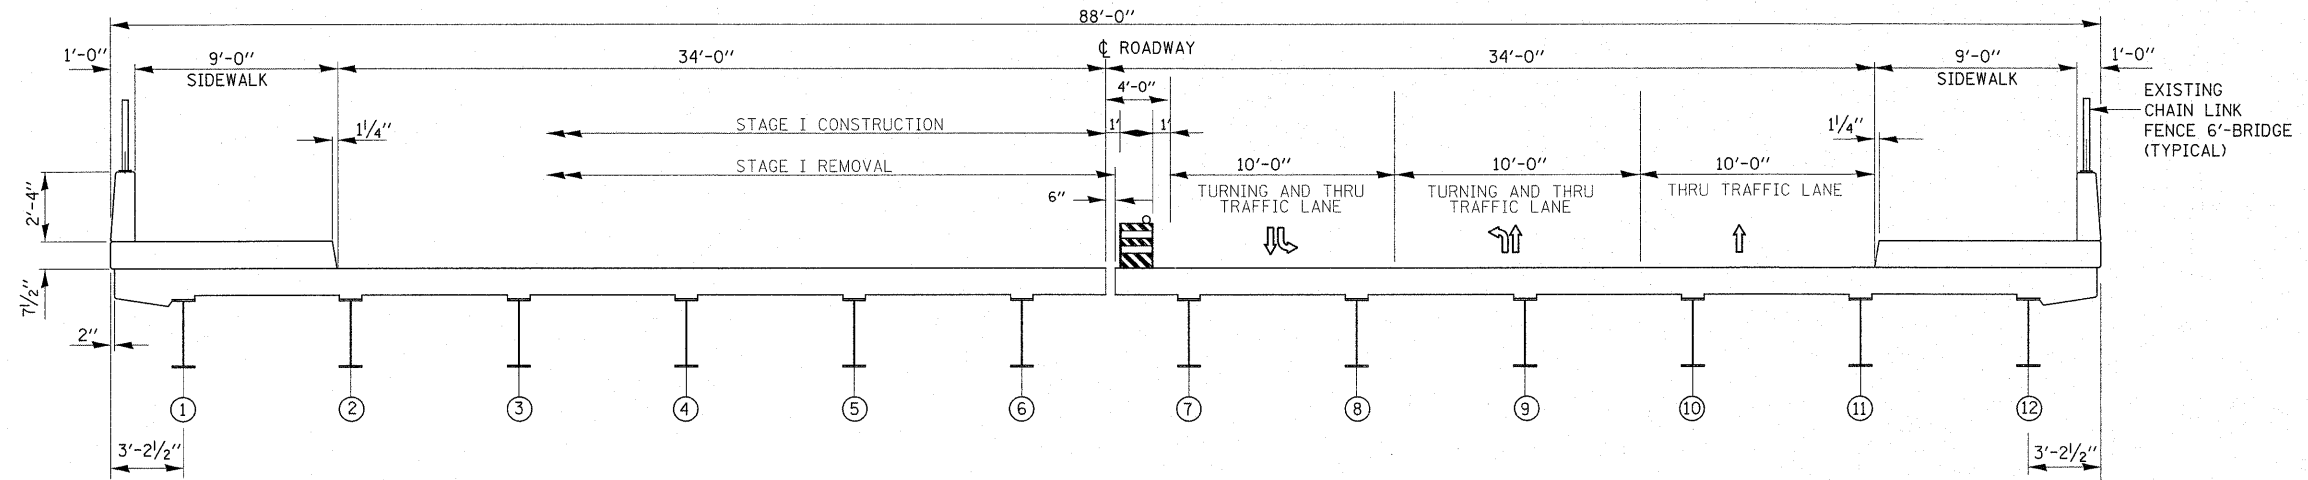 88'-0"
℄ ROADWAY
1'-0"
9'-0"
SIDEWALK
34'-0"
34'-0"
9'-0"
SIDEWALK
1'-0"
4'-0"
EXISTING
CHAIN LINK
FENCE 6'-BRIDGE
(TYPICAL)
1¼"
STAGE I CONSTRUCTION
1'
1'
1¼"
STAGE I REMOVAL
10'-0"
10'-0"
10'-0"
6"
TURNING AND THRU
TRAFFIC LANE
TURNING AND THRU
TRAFFIC LANE
THRU TRAFFIC LANE
2'-4"
7½"
2"
1
2
3
4
5
6
7
8
9
10
11
12
3'-2½"
3'-2½"